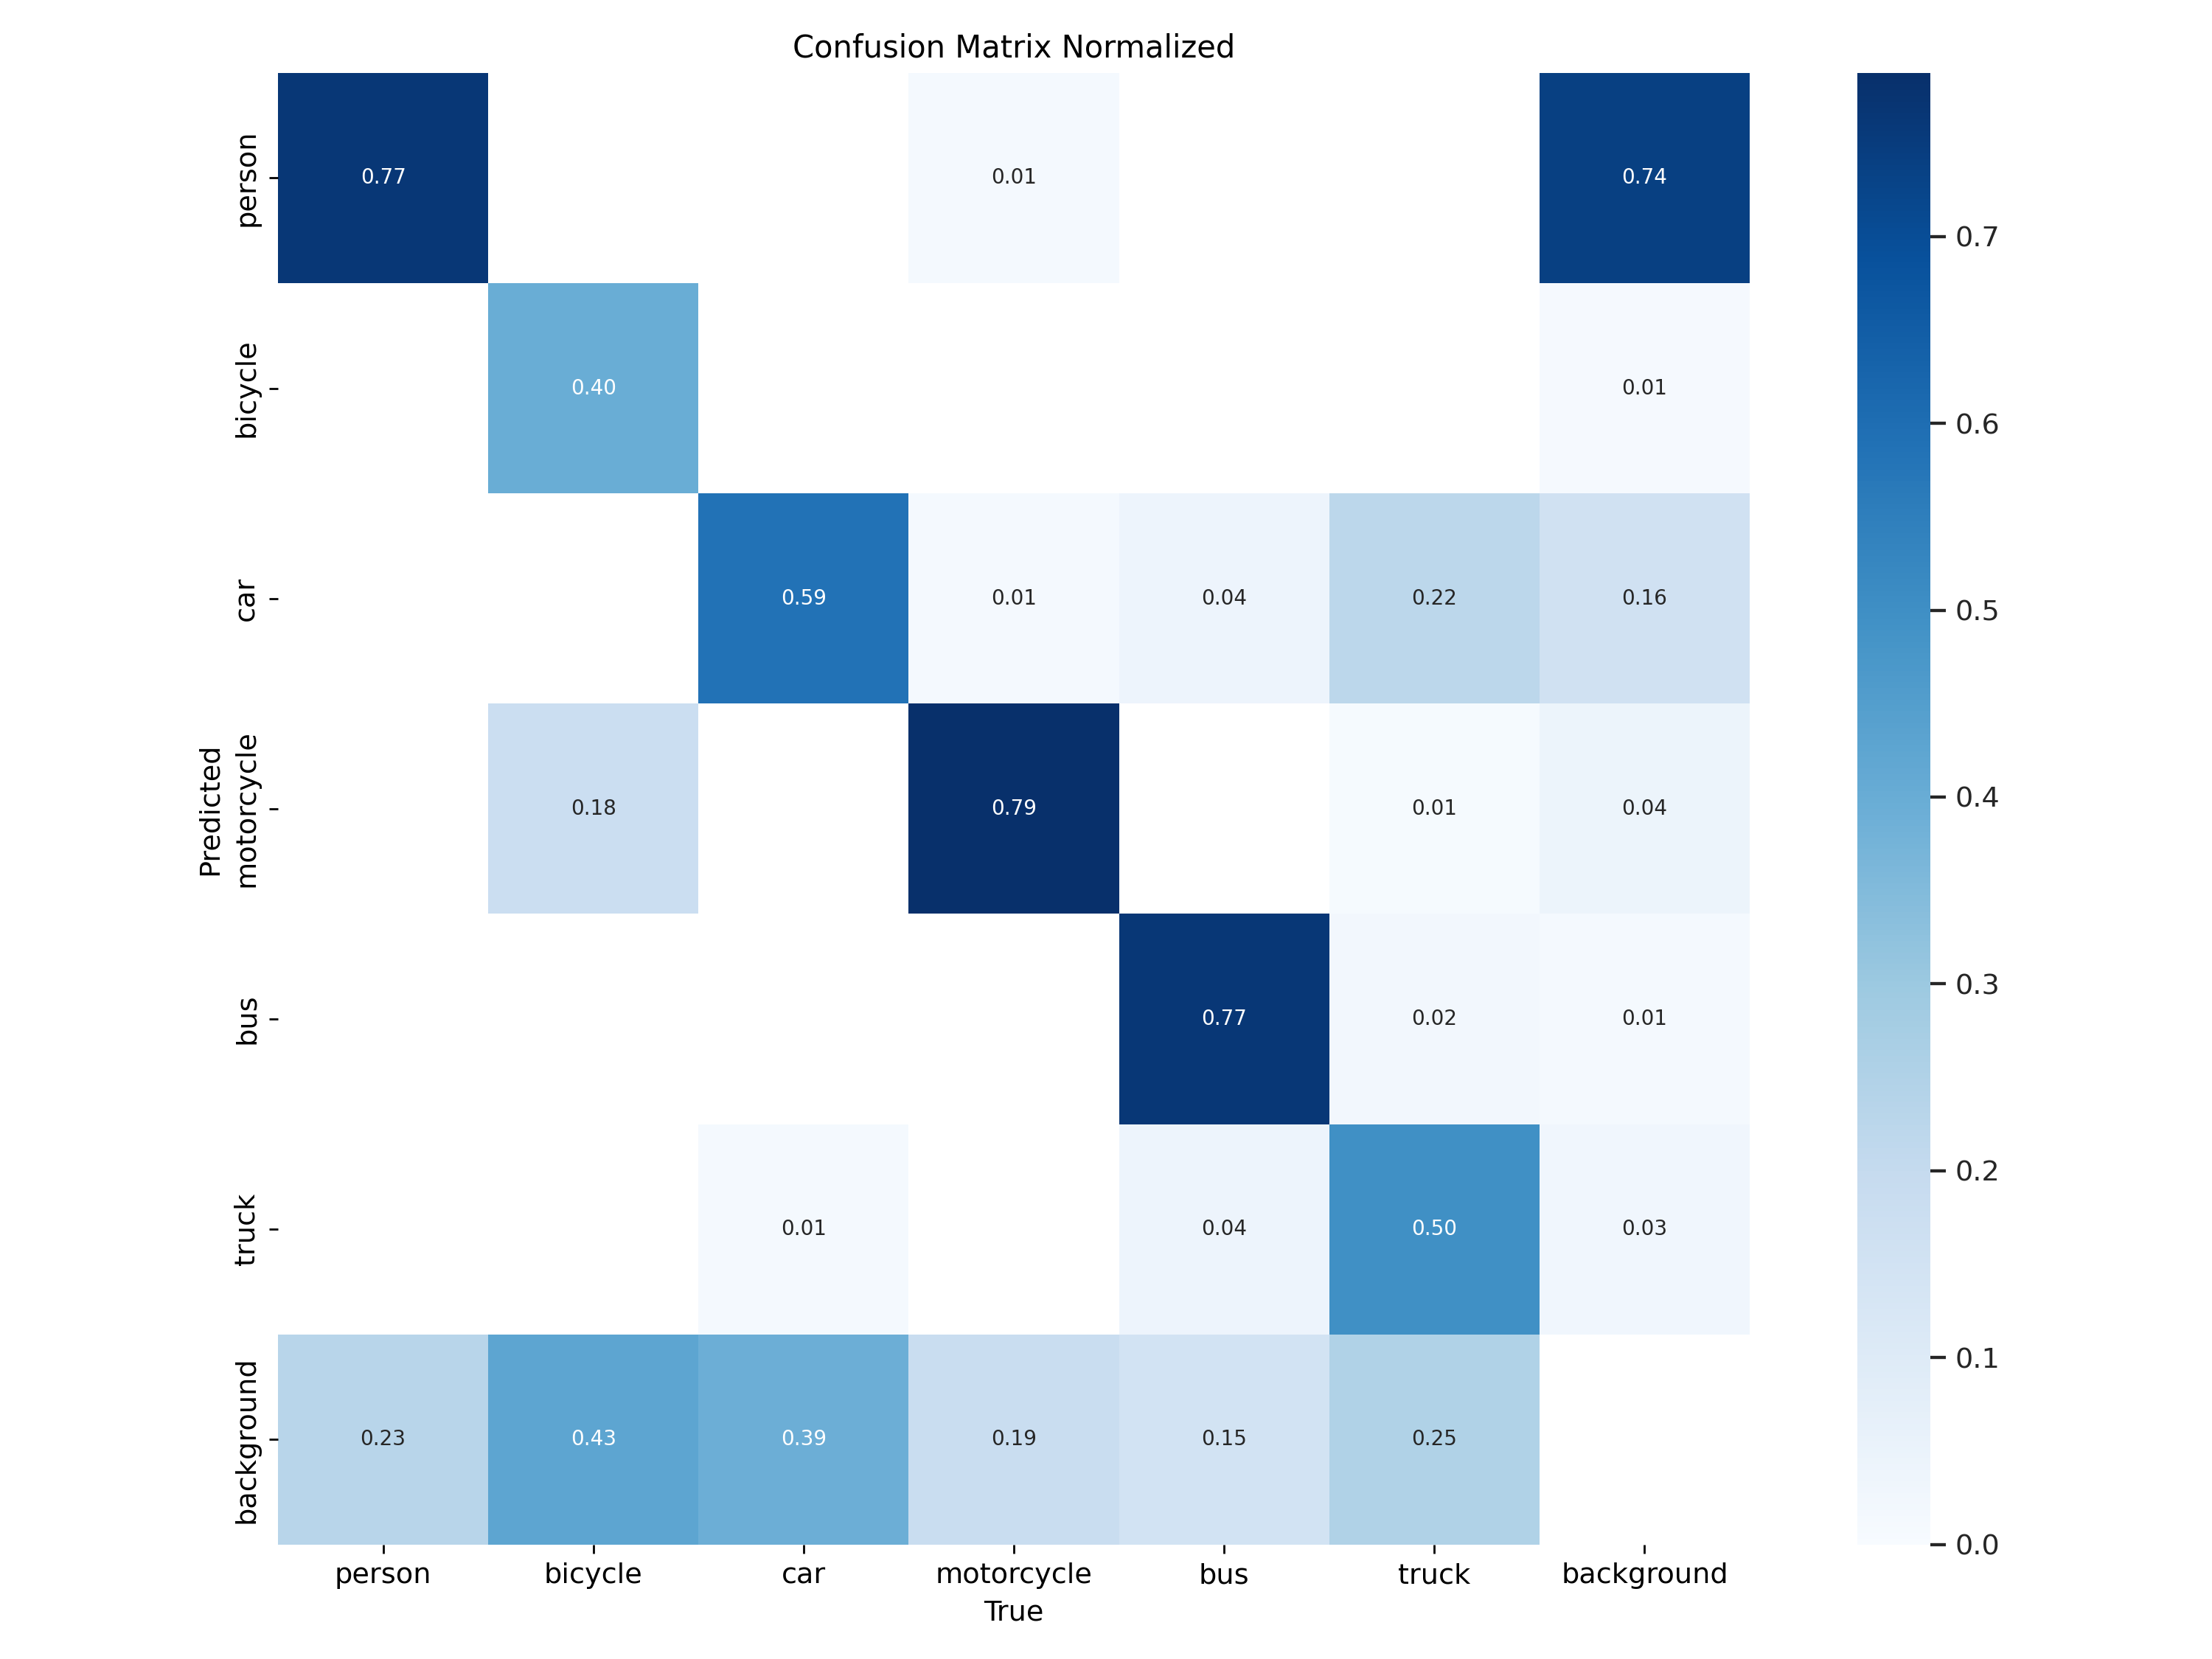 Confusion Matrix Normalized
person
0.77
0.01
0.74
bicycle
0.40
0.01
car
0.59
0.01
0.04
0.22
0.16
Predicted
motorcycle
0.18
0.79
0.01
0.04
bus
0.77
0.02
0.01
truck
0.01
0.04
0.50
0.03
background
0.23
0.43
0.39
0.19
0.15
0.25
person
bicycle
car
motorcycle
bus
truck
background
True
0.7
0.6
0.5
0.4
0.3
0.2
0.1
0.0